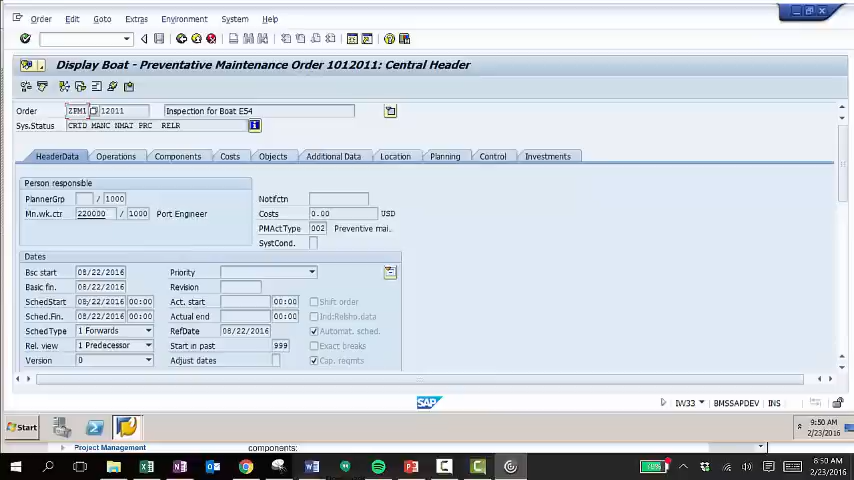 Order Edit Goto Extras Environment System Help
Display Boat - Preventative Maintenance Order 1012011: Central Header
Order ZPM1 12011 Inspection for Boat E54
Sys.Status CRTD MANC NMAT PRC RELR
HeaderData Operations Components Costs Objects Additional Data Location Planning Control Investments
Person responsible
PlannerGrp / 1000 Notifctn
Mn.wk.ctr 220000 / 1000 Port Engineer Costs 0.00 USD
PMActType 002 Preventive mai..
SystCond.
Dates
Bsc start 08/22/2016 Priority
Basic fin. 08/22/2016 Revision
SchedStart 08/22/2016 00:00 Act. start 00:00 Shift order
Sched.Fin. 08/22/2016 00:00 Actual end 00:00 Ind:Rebho.data
SchedType 1 Forwards RefDate 08/22/2016 Automat. sched.
Rel. view 1 Predecessor Start in past 999 Exact breaks
Version 0 Adjust dates Cap. reqmts
SAP IW33 BMSSAPDEV INS
Start 9:50 AM
2/23/2016
Project Management components:
78% 8:50 AM
2/23/2016